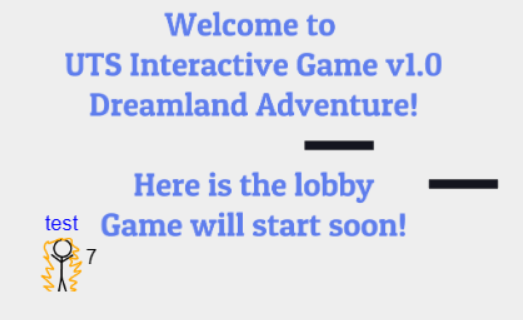 Welcome to
UTS Interactive Game v1.0
Dreamland Adventure!
Here is the lobby
Game will start soon!
test
7